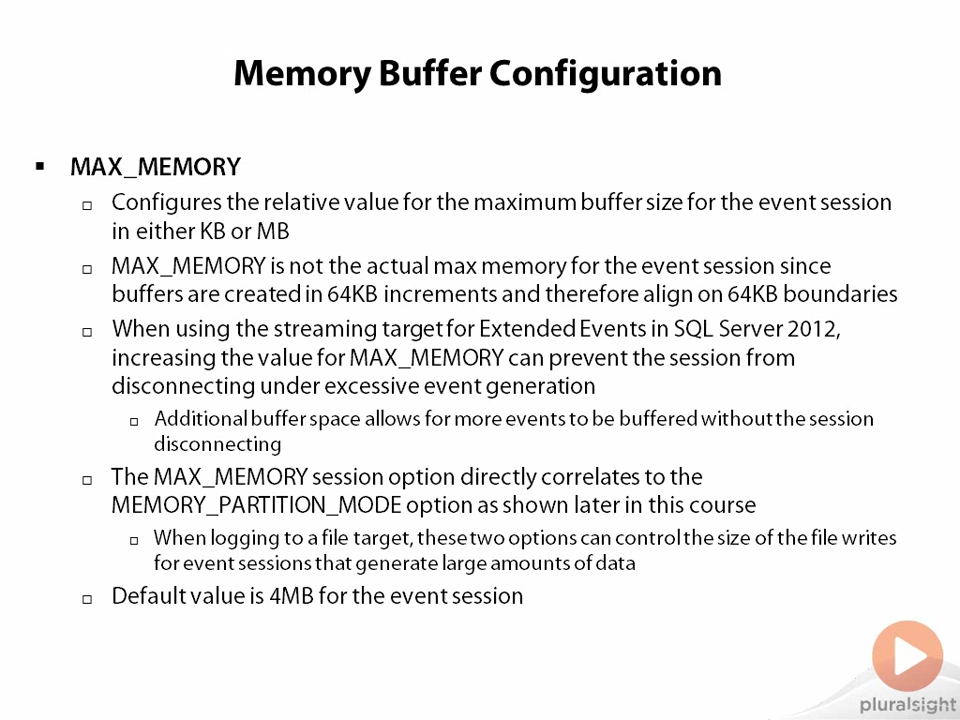 Memory Buffer Configuration
MAX_MEMORY
Configures the relative value for the maximum buffer size for the event session
in either KB or MB
MAX_MEMORY is not the actual max memory for the event session since
buffers are created in 64KB increments and therefore align on 64KB boundaries
When using the streaming target for Extended Events in SQL Server 2012,
increasing the value for MAX_MEMORY can prevent the session from
disconnecting under excessive event generation
Additional buffer space allows for more events to be buffered without the session
disconnecting
The MAX_MEMORY session option directly correlates to the
MEMORY_PARTITION_MODE option as shown later in this course
When logging to a file target, these two options can control the size of the file writes
for event sessions that generate large amounts of data
Default value is 4MB for the event session
pluralsight